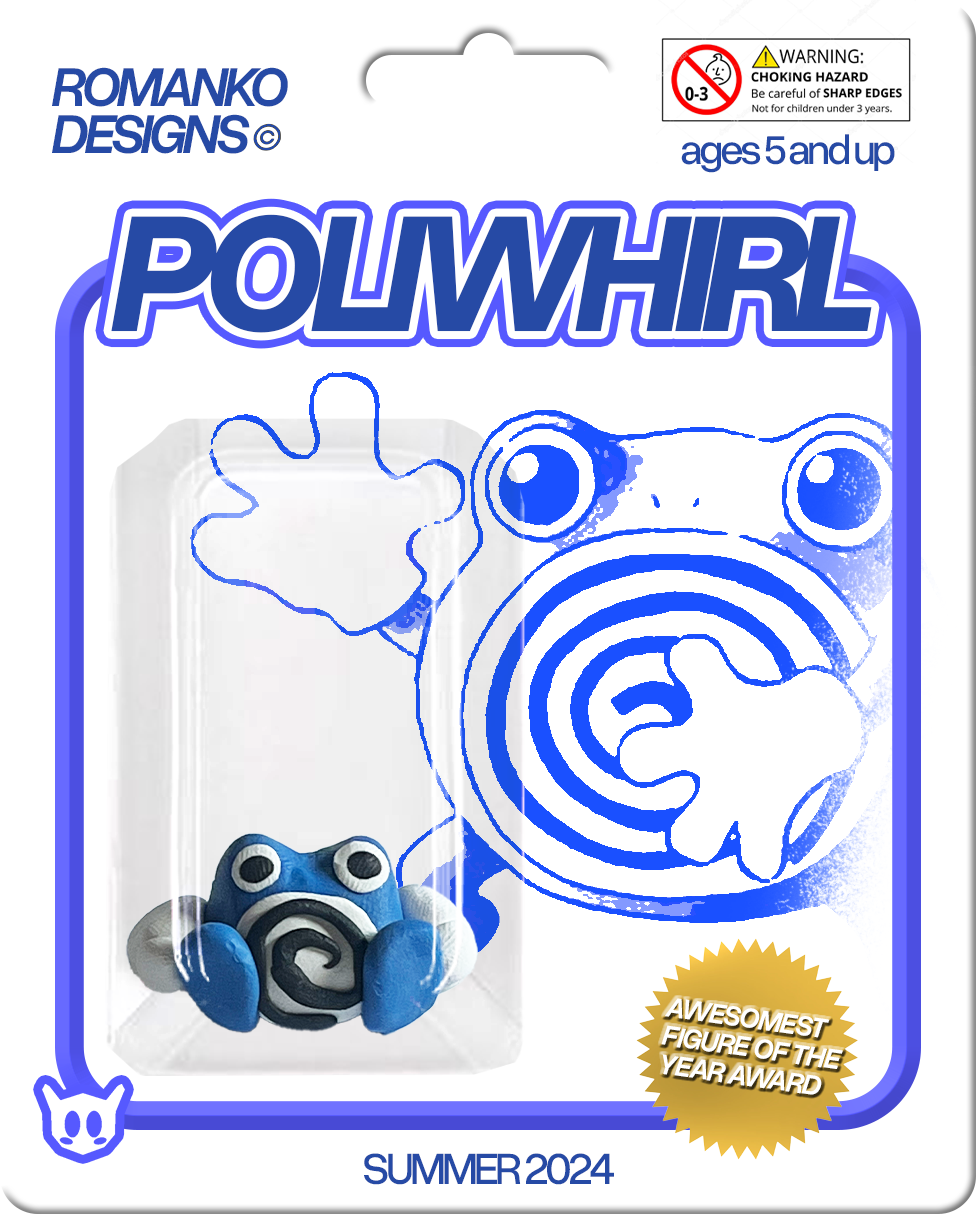 ROMANKO
DESIGNS ©
0-3
WARNING:
CHOKING HAZARD
Be careful of SHARP EDGES
Not for children under 3 years.
ages 5 and up
POLIWHIRL
AWESOMEST
FIGURE OF THE
YEAR AWARD
SUMMER 2024